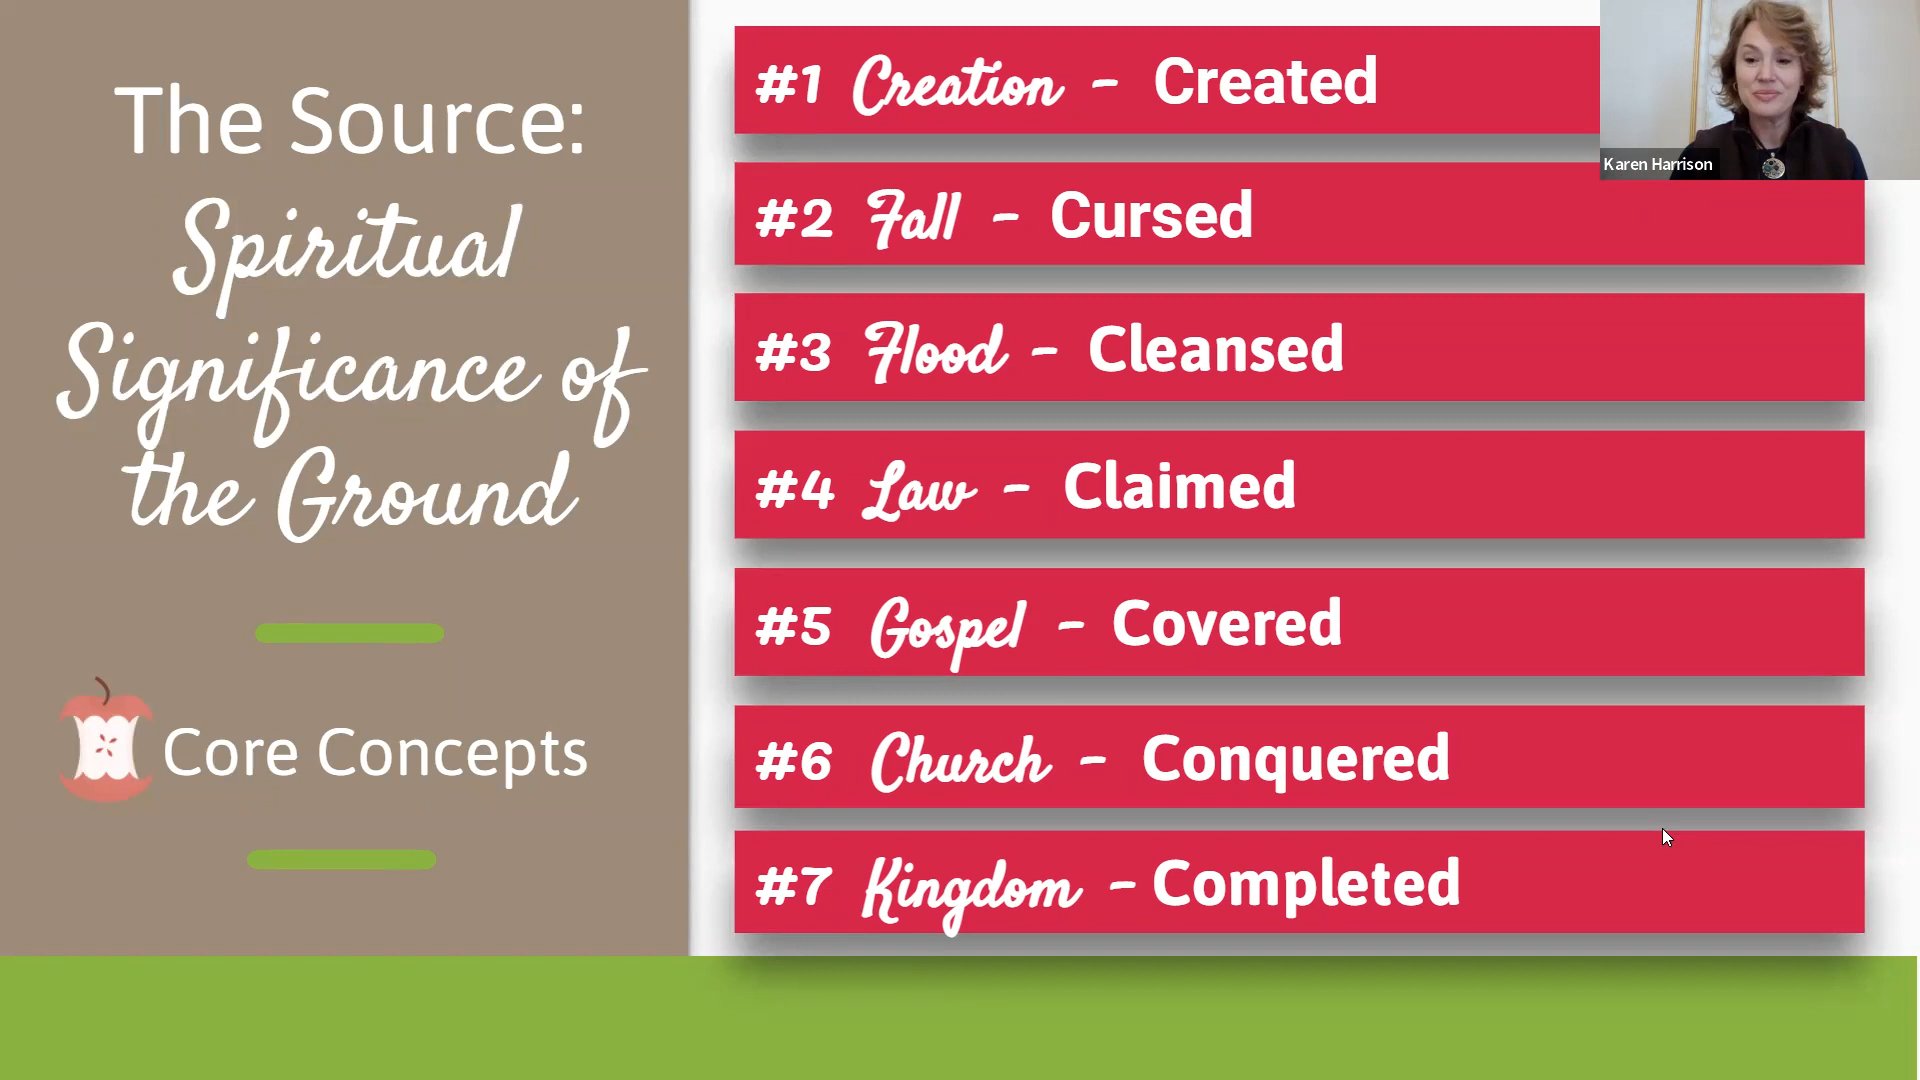 The Source:
Spiritual
Significance of
the Ground
Core Concepts
#1 Creation - Created
#2 Fall - Cursed
#3 Flood - Cleansed
#4 Law - Claimed
#5 Gospel - Covered
#6 Church - Conquered
#7 Kingdom - Completed
Karen Harrison